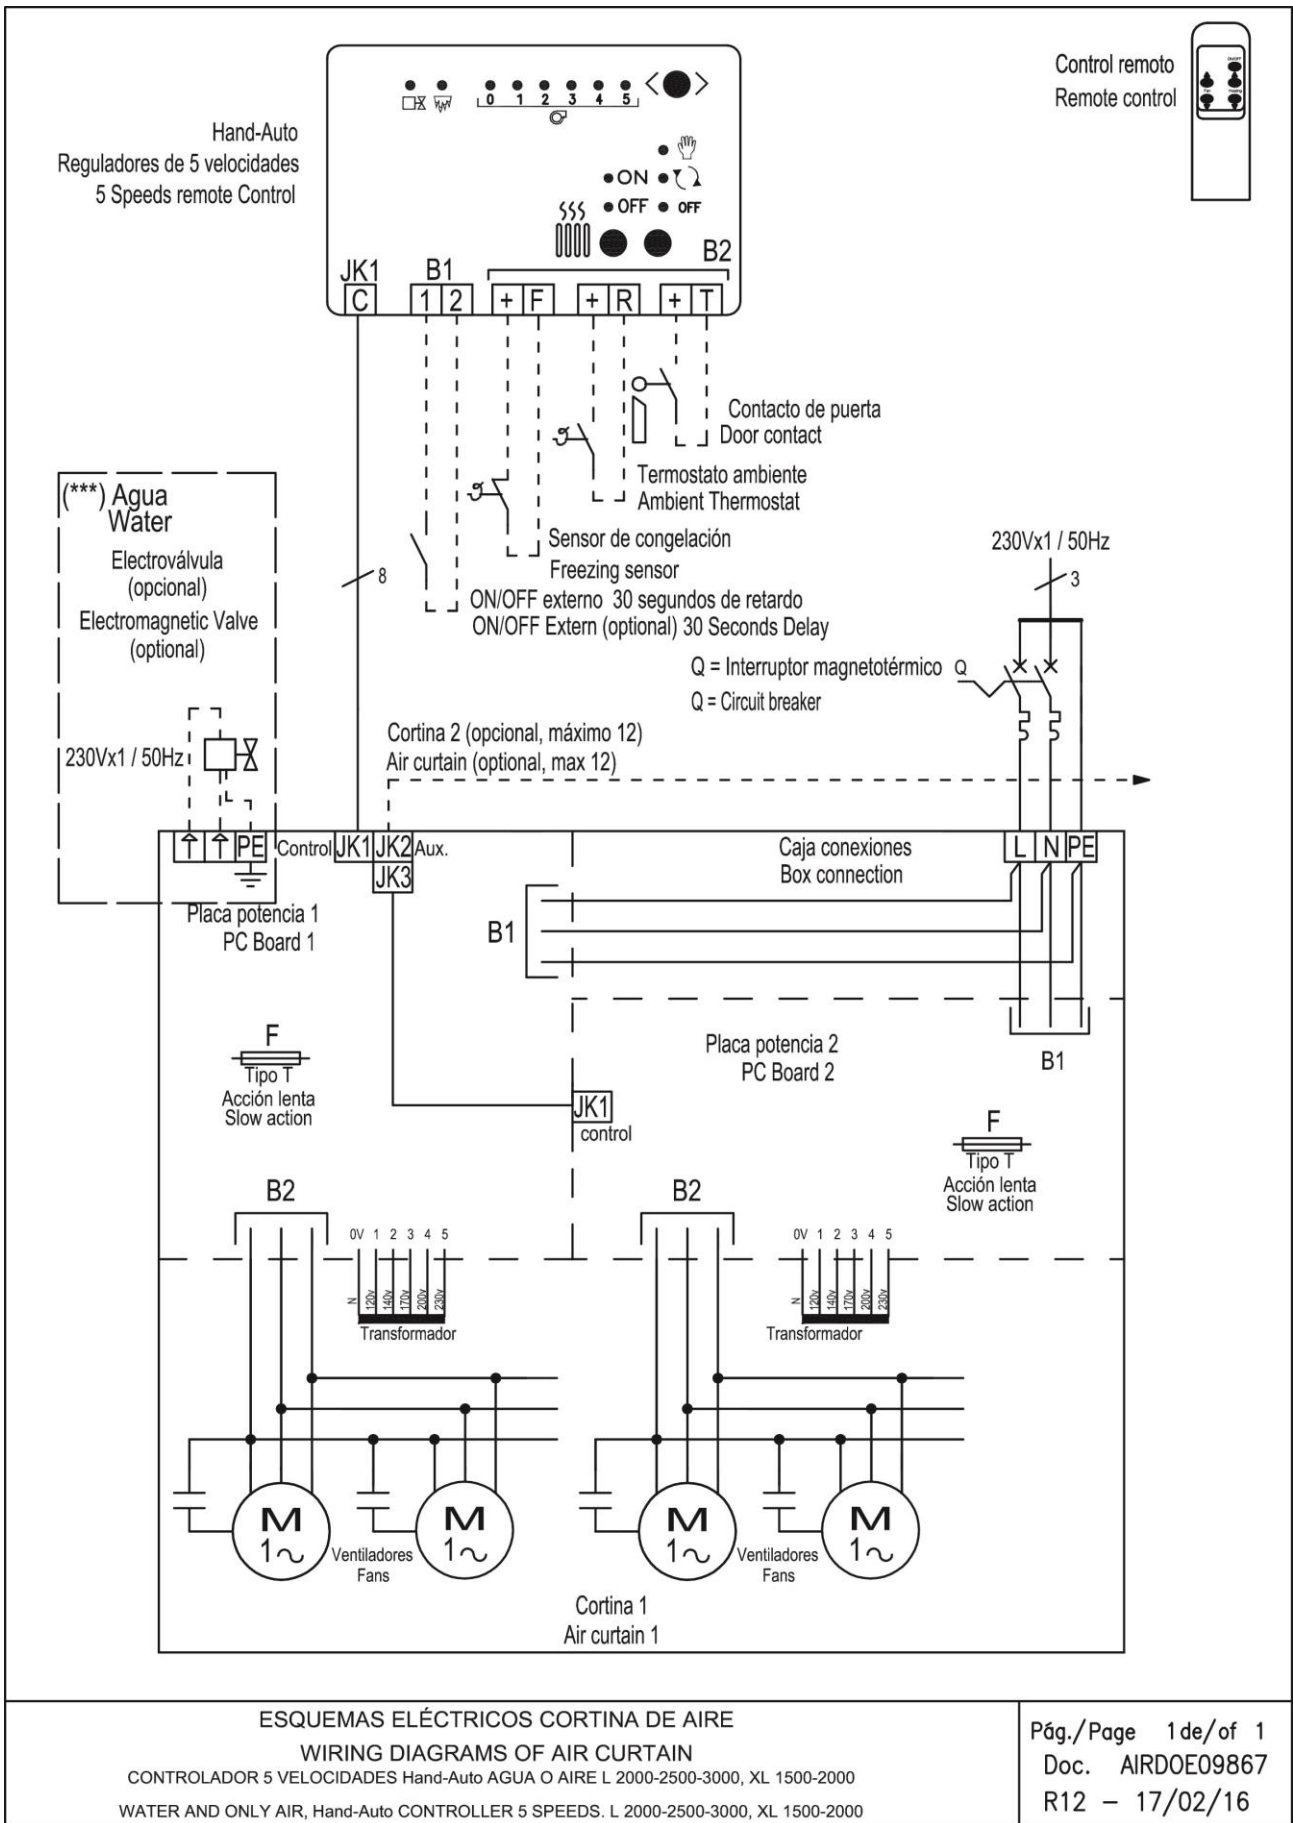 Control remoto
Remote control
ON/OFF
Fan
Heating
0 1 2 3 4 5
Hand-Auto
Reguladores de 5 velocidades
5 Speeds remote Control
ON
OFF
OFF
JK1
B1
B2
C
1 2
+ F
+ R
+ T
Contacto de puerta
Door contact
Termostato ambiente
Ambient Thermostat
Sensor de congelación
Freezing sensor
ON/OFF externo 30 segundos de retardo
ON/OFF Extern (optional) 30 Seconds Delay
8
(***) Agua
Water
Electroválvula
(opcional)
Electromagnetic Valve
(optional)
230Vx1 / 50Hz
230Vx1 / 50Hz
3
Q = Interruptor magnetotérmico
Q
Q = Circuit breaker
Cortina 2 (opcional, máximo 12)
Air curtain (optional, max 12)
PE
Control
JK1
JK2
Aux.
JK3
Caja conexiones
Box connection
L N PE
B1
Placa potencia 1
PC Board 1
F
Tipo T
Acción lenta
Slow action
Placa potencia 2
PC Board 2
B1
JK1
control
F
Tipo T
Acción lenta
Slow action
B2
0V 1 2 3 4 5
N 120v 140v 170v 200v 230v
Transformador
B2
0V 1 2 3 4 5
N 120v 140v 170v 200v 230v
Transformador
M
1~
Ventiladores
Fans
M
1~
M
1~
Ventiladores
Fans
M
1~
Cortina 1
Air curtain 1
ESQUEMAS ELÉCTRICOS CORTINA DE AIRE
WIRING DIAGRAMS OF AIR CURTAIN
CONTROLADOR 5 VELOCIDADES Hand-Auto AGUA O AIRE L 2000-2500-3000, XL 1500-2000
WATER AND ONLY AIR, Hand-Auto CONTROLLER 5 SPEEDS. L 2000-2500-3000, XL 1500-2000
Pág./Page 1 de/of 1
Doc. AIRDOE09867
R12 – 17/02/16